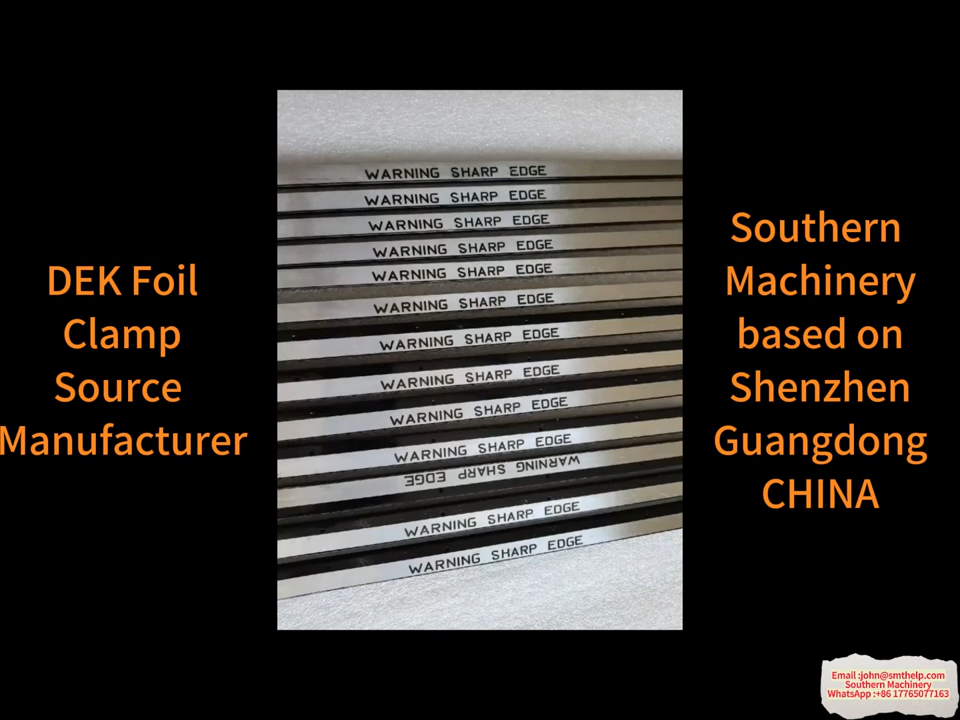 DEK Foil
Clamp
Source
Manufacturer
WARNING SHARP EDGE
WARNING SHARP EDGE
WARNING SHARP EDGE
WARNING SHARP EDGE
WARNING SHARP EDGE
WARNING SHARP EDGE
WARNING SHARP EDGE
WARNING SHARP EDGE
WARNING SHARP EDGE
WARNING SHARP EDGE
WARNING SHARP EDGE
WARNING SHARP EDGE
WARNING SHARP EDGE
Southern
Machinery
based on
Shenzhen
Guangdong
CHINA
Email :john@smthelp.com
Southern Machinery
WhatsApp :+86 17765077163